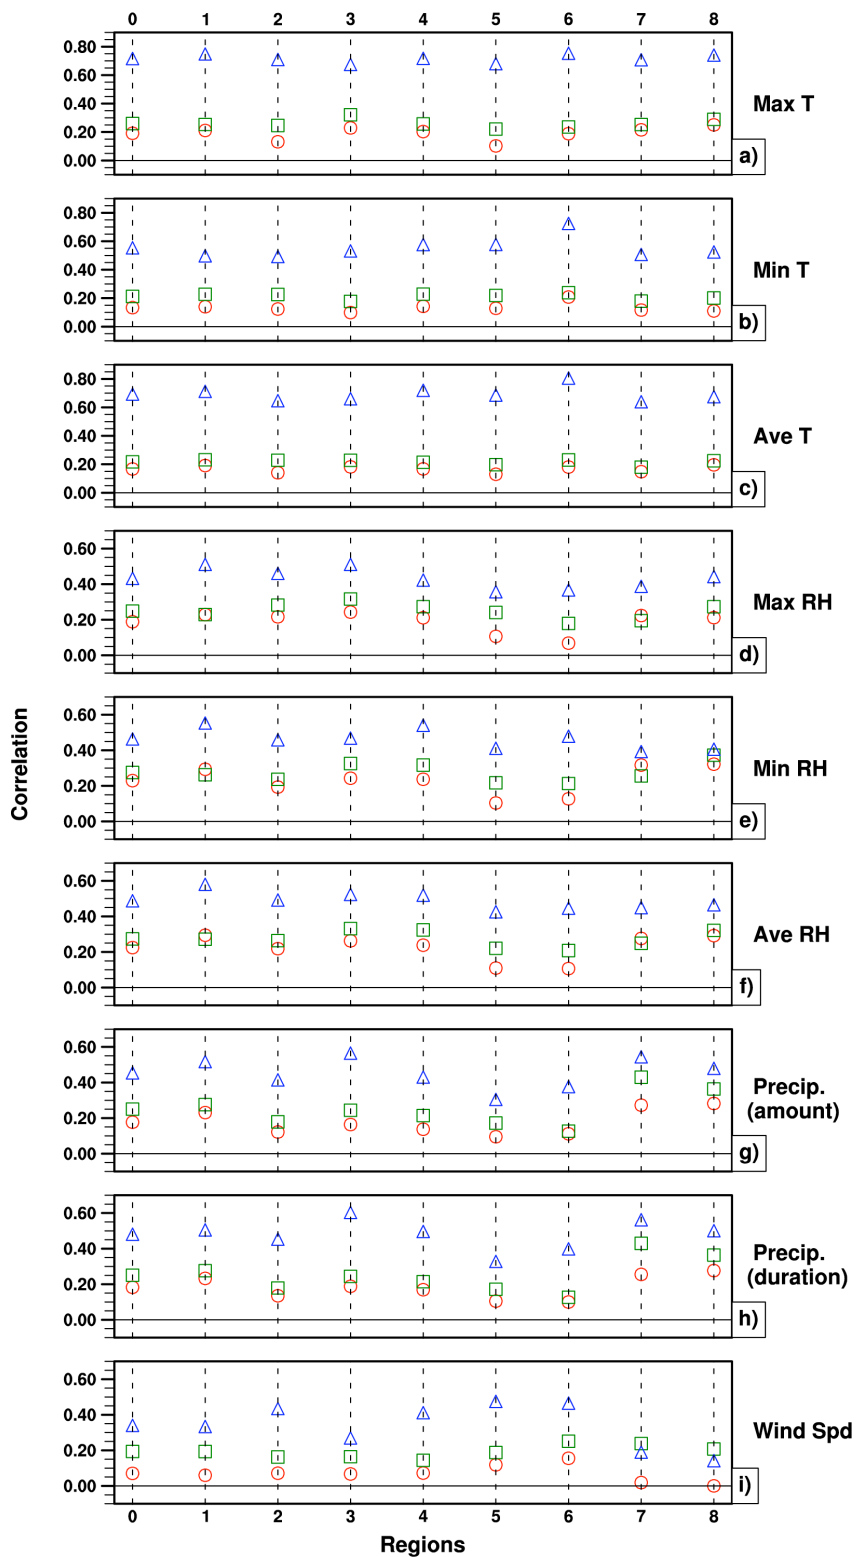 0 1 2 3 4 5 6 7 8
0.80
0.60
0.40
0.20
0.00
Max T
a)
0.80
0.60
0.40
0.20
0.00
Min T
b)
0.80
0.60
0.40
0.20
0.00
Ave T
c)
0.60
0.40
0.20
0.00
Max RH
d)
Correlation
0.60
0.40
0.20
0.00
Min RH
e)
0.60
0.40
0.20
0.00
Ave RH
f)
0.60
0.40
0.20
0.00
Precip.
(amount)
g)
0.60
0.40
0.20
0.00
Precip.
(duration)
h)
0.60
0.40
0.20
0.00
Wind Spd
i)
0 1 2 3 4 5 6 7 8
Regions